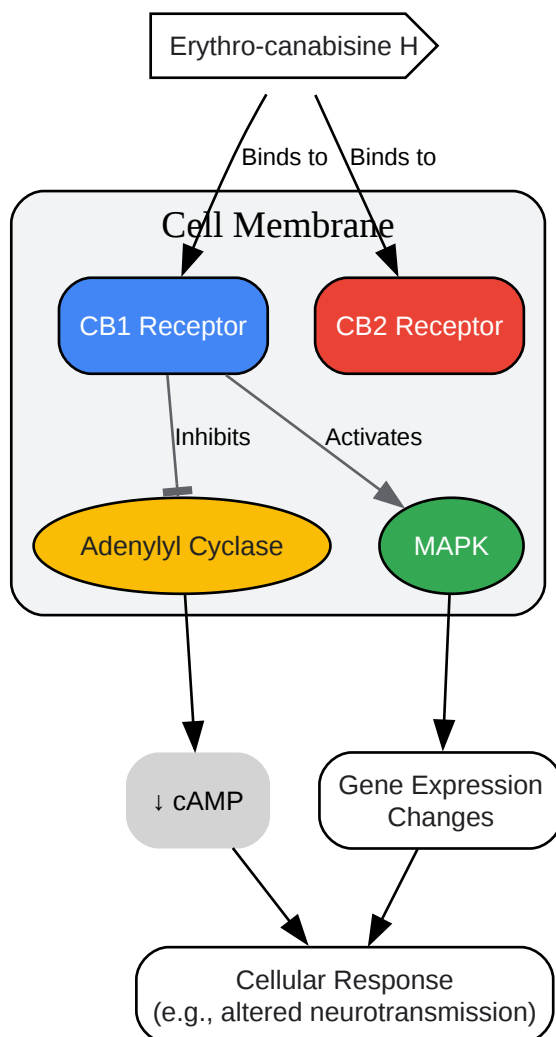 Erythro-canabisine H
Binds to
Binds to
Cell Membrane
CB1 Receptor
CB2 Receptor
Inhibits
Activates
Adenylyl Cyclase
MAPK
↓ cAMP
Gene Expression
Changes
Cellular Response
(e.g., altered neurotransmission)